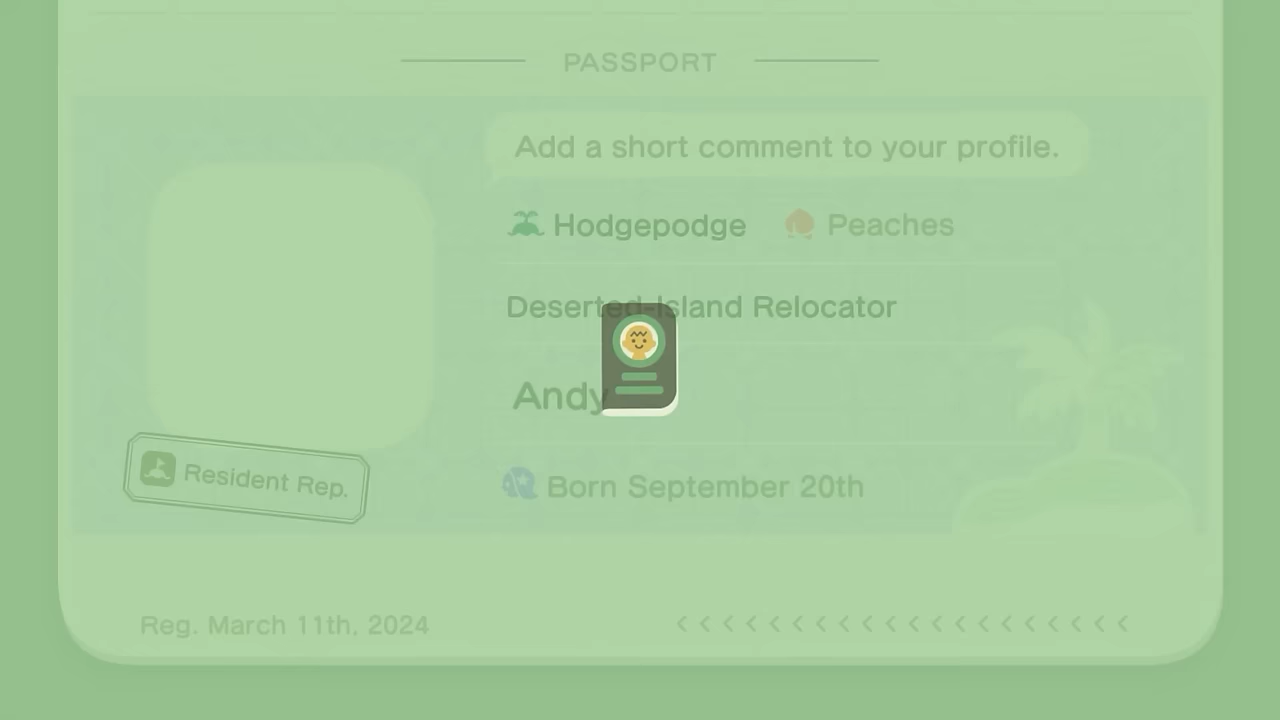 PASSPORT
Add a short comment to your profile.
Hodgepodge Peaches
Deserted-Island Relocator
Andy
Resident Rep.
Born September 20th
Reg. March 11th, 2024